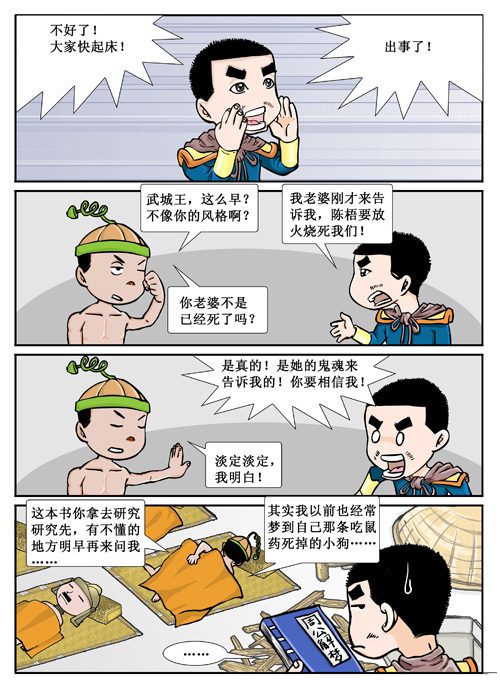 不好了！
大家快起床！
出事了！
武城王，这么早？
不像你的风格啊？
我老婆刚才来告
诉我，陈梧要放
火烧死我们！
你老婆不是
已经死了吗？
是真的！是她的鬼魂来
告诉我的！你要相信我！
淡定淡定，
我明白！
这本书你拿去研究
研究先，有不懂的
地方明早再来问我
……
其实我以前也经常
梦到自己那条吃鼠
药死掉的小狗……
……
周公解梦